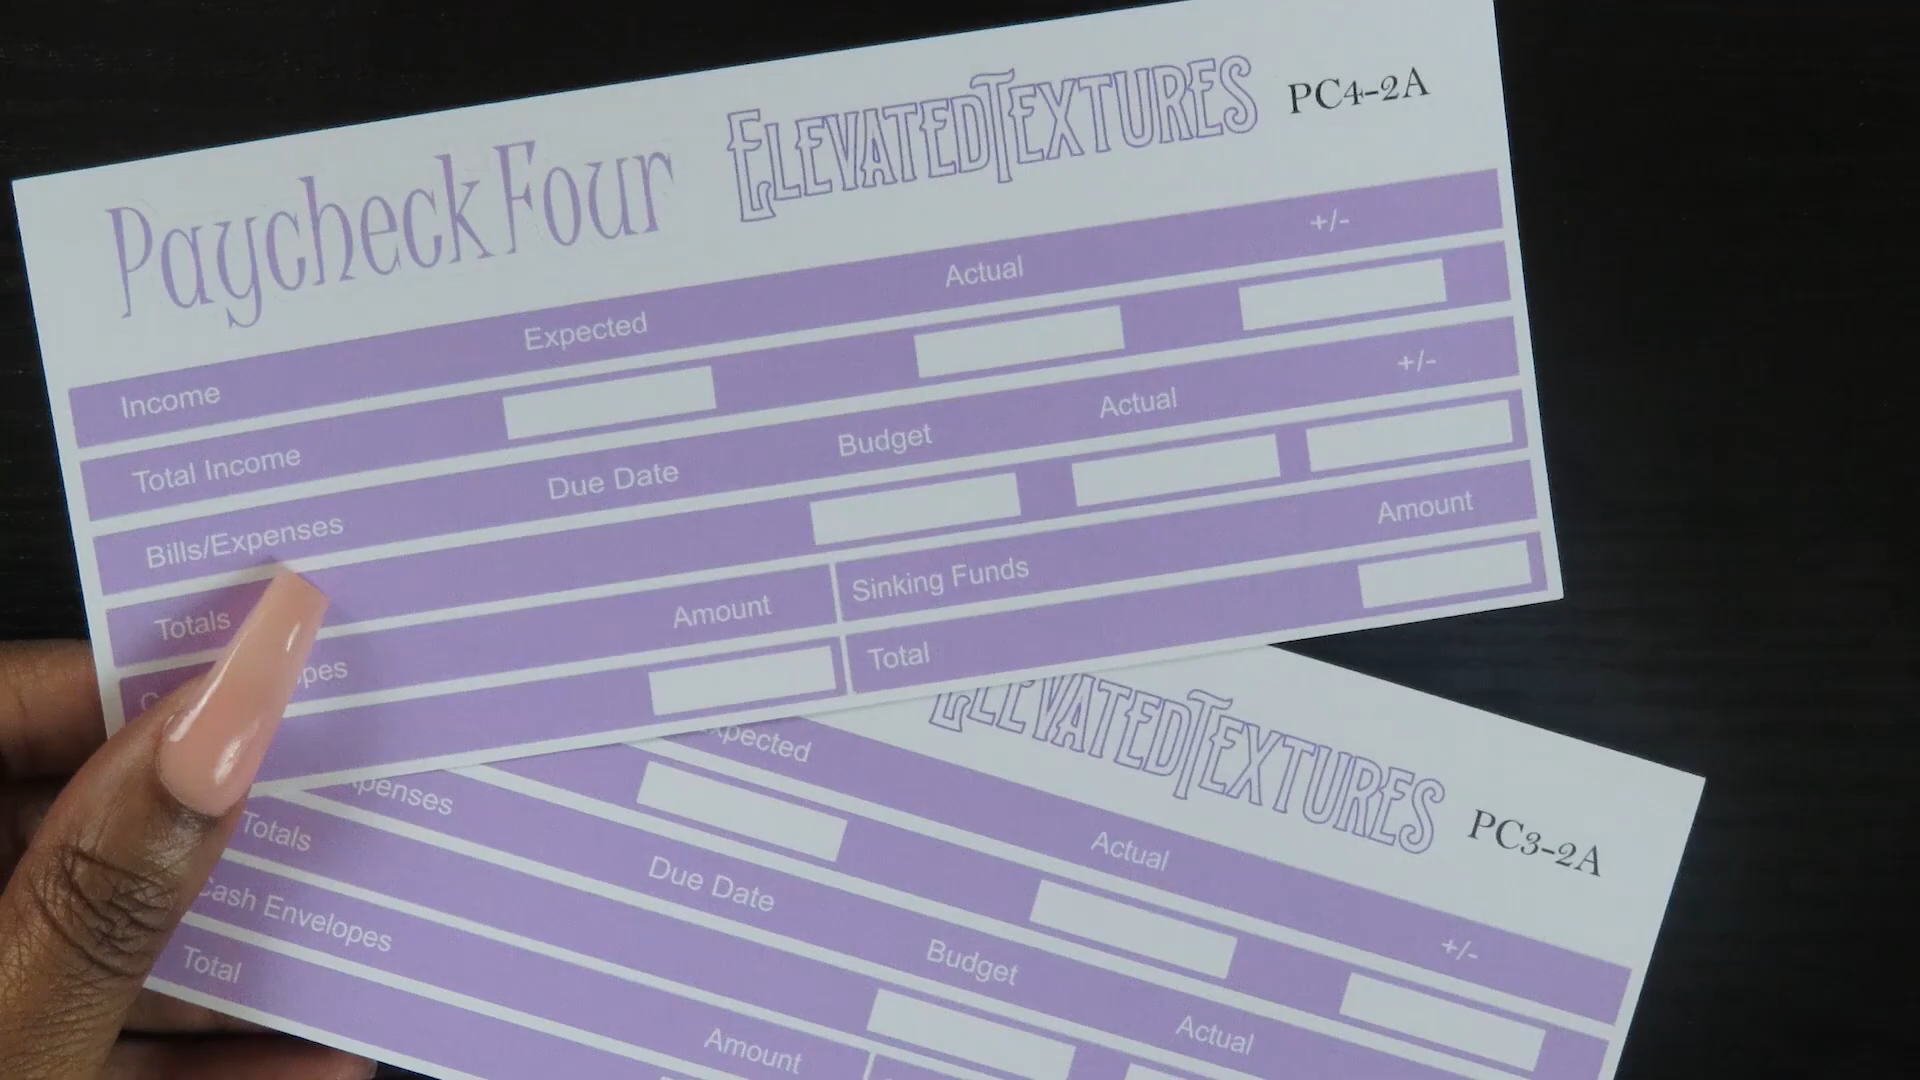 Paycheck Four ElevatedTextures PC4-2A
Income Expected Actual +/-
Total Income
Bills/Expenses Due Date Budget Actual +/-
Totals
Amount Sinking Funds Amount
Total
ElevatedTextures PC3-2A
Actual +/-
Due Date Budget Actual
Totals
Cash Envelopes Amount
Total